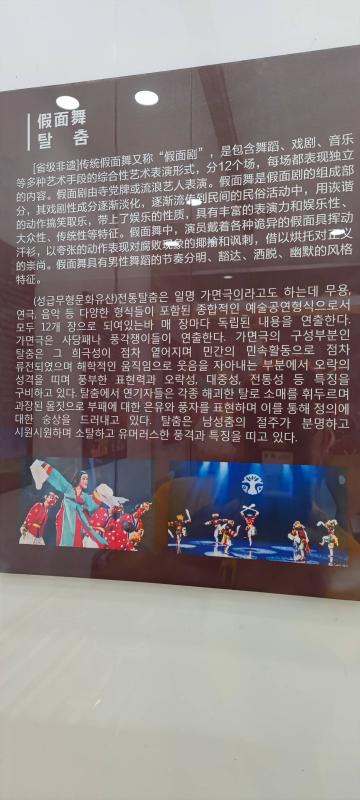 假面舞
탈 춤
[省级非遗]传统假面舞又称“假面剧”，是包含舞蹈、戏剧、音乐
等多种艺术手段的综合性艺术表演形式，分12个场，每场都表现独立
的内容。假面剧由寺党牌或流浪艺人表演。假面舞是假面剧的组成部
分，其戏剧性成分逐渐淡化，逐渐流传到民间的民俗活动中，用诙谐
的动作搞笑取乐，带上了娱乐的性质，具有丰富的表演力和娱乐性、
大众性、传统性等特征。假面舞中，演员戴着各种诡异的假面具挥动
汗衫，以夸张的动作表现对腐败现象的揶揄和讽刺，借以烘托对正义
的崇尚。假面舞具有男性舞蹈的节奏分明、豁达、洒脱、幽默的风格
特征。
(성급무형문화유산)전통탈춤은 일명 가면극이라고도 하는데 무용,
연극, 음악 등 다양한 형식들이 포함된 종합적인 예술공연형식으로서
모두 12개 장으로 되여있는바 매 장마다 독립된 내용을 연출한다.
가면극은 사당패나 풍각쟁이들이 연출한다. 가면극의 구성부분인
탈춤은 그 희극성이 점차 옅어지며 민간의 민속활동으로 점차
류전되였으며 해학적인 움직임으로 웃음을 자아내는 부분에서 오락의
성격을 띠며 풍부한 표현력과 오락성, 대중성, 전통성 등 특징을
구비하고 있다. 탈춤에서 연기자들은 각종 해괴한 탈로 소매를 휘두르며
과장된 몸짓으로 부패에 대한 은유와 풍자를 표현하며 이를 통해 정의에
대한 숭상을 드러내고 있다. 탈춤은 남성춤의 절주가 분명하고
시원시원하며 소탈하고 유머러스한 풍격과 특징을 띠고 있다.